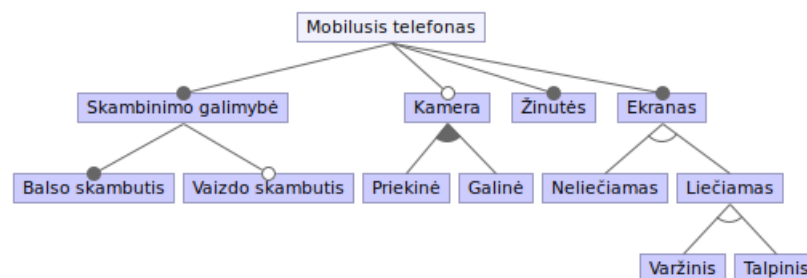 Mobilusis telefonas
Skambinimo galimybė
Kamera
Žinutės
Ekranas
Balso skambutis
Vaizdo skambutis
Priekinė
Galinė
Neliečiamas
Liečiamas
Varžinis
Talpinis